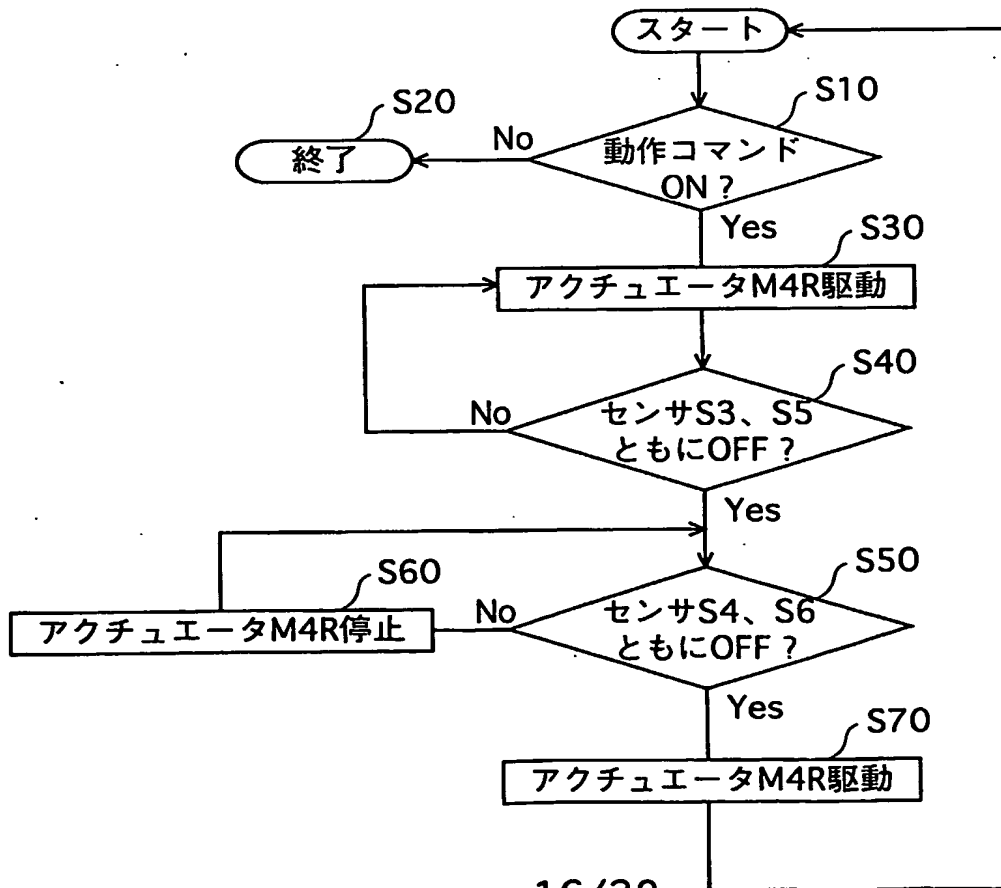 スタート
S10
動作コマンド
ON ?
No
S20
終了
Yes
S30
アクチュエータM4R駆動
S40
センサS3、S5
ともにOFF ?
No
Yes
S50
センサS4、S6
ともにOFF ?
No
S60
アクチュエータM4R停止
Yes
S70
アクチュエータM4R駆動